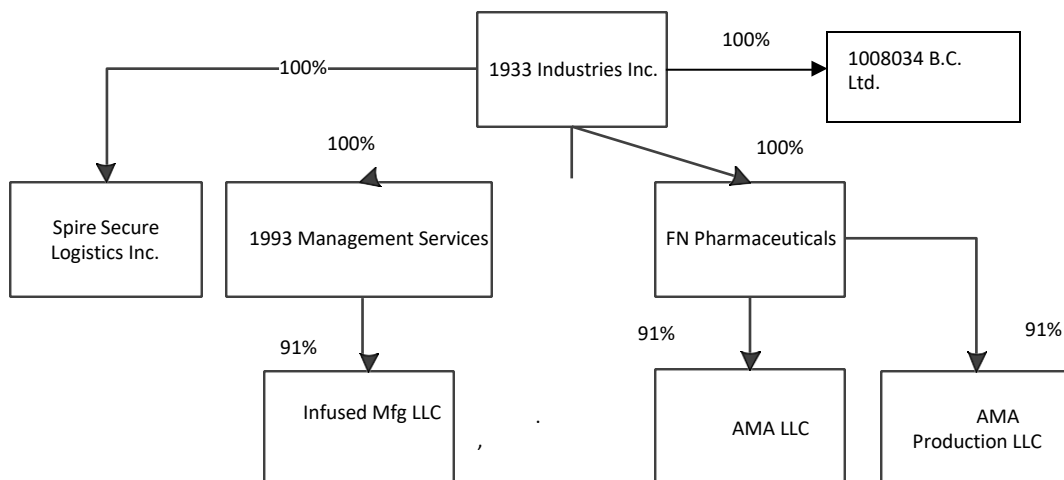 100%
1933 Industries Inc.
100%
1008034 B.C.
Ltd.
100%
100%
Spire Secure
Logistics Inc.
1993 Management Services
FN Pharmaceuticals
91%
91%
91%
Infused Mfg LLC
,
.
AMA LLC
AMA
Production LLC